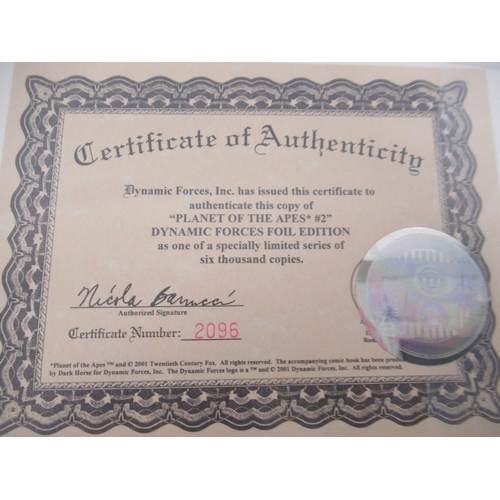 Certificate of Authenticity
Dynamic Forces, Inc. has issued this certificate to
authenticate this copy of
"PLANET OF THE APES* #2"
DYNAMIC FORCES FOIL EDITION
as one of a specially limited series of
six thousand copies.
Nicola Barrucci
Authorized Signature
Certificate Number: 2096
*Planet of the Apes ™ and © 2001 Twentieth Century Fox. All rights reserved. The accompanying comic book has been
by Dark Horse for Dynamic Forces, Inc. The Dynamic Forces logo is a ™ and © 2001 Dynamic Forces, Inc. All rights reserved.